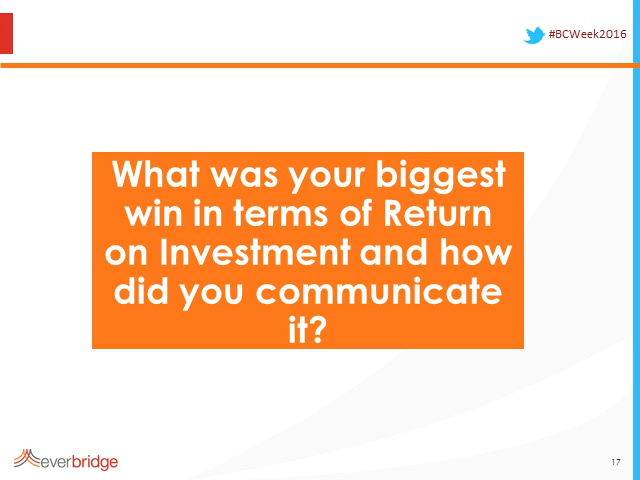 #BCWeek2016
What was your biggest
win in terms of Return
on Investment and how
did you communicate
it?
everbridge
17